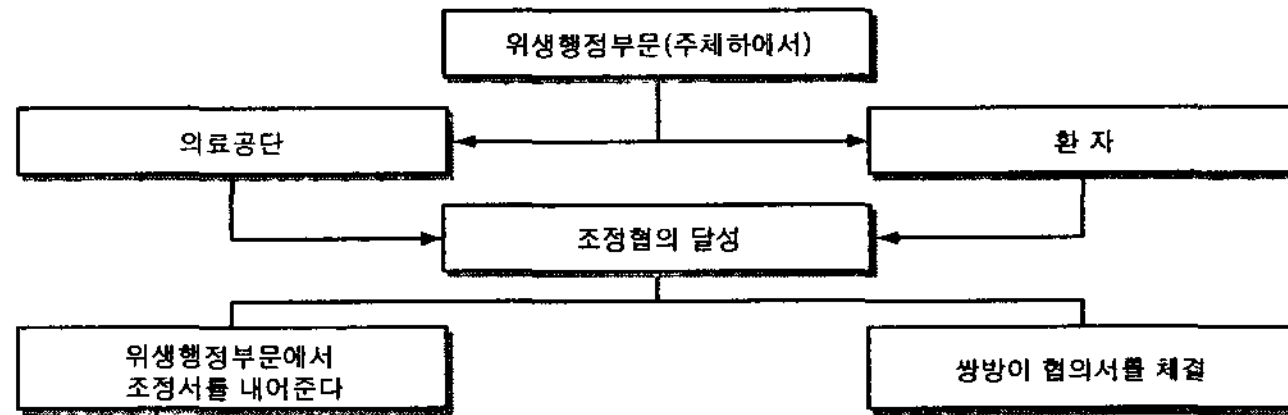 위생행정부문(주체하에서)
의료공단
환 자
조정협의 달성
위생행정부문에서
조정서를 내어준다
쌍방이 협의서를 체결